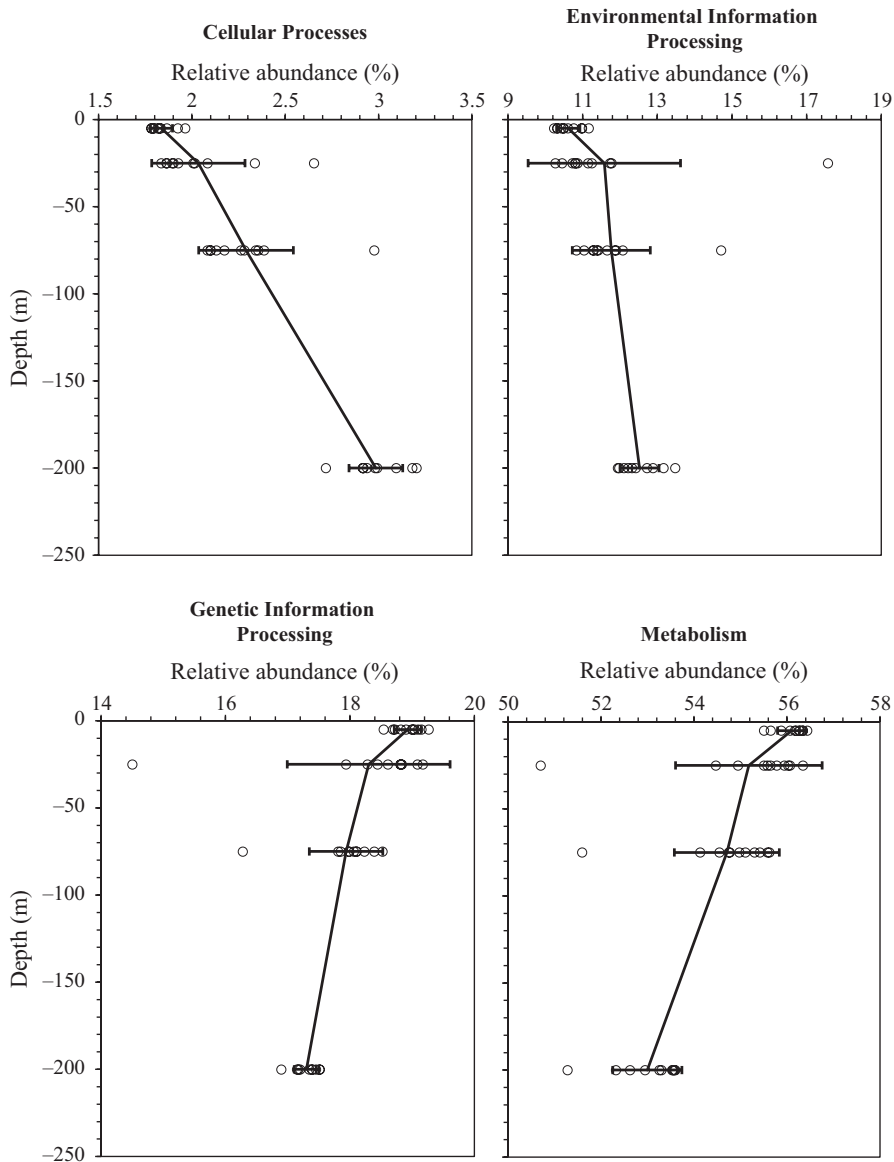 Cellular Processes
Relative abundance (%)
1.5 2 2.5 3 3.5
0
−50
−100
−150
−200
−250
Depth (m)
Environmental Information
Processing
Relative abundance (%)
9 11 13 15 17 19
Genetic Information
Processing
Relative abundance (%)
14 16 18 20
0
−50
−100
−150
−200
−250
Depth (m)
Metabolism
Relative abundance (%)
50 52 54 56 58